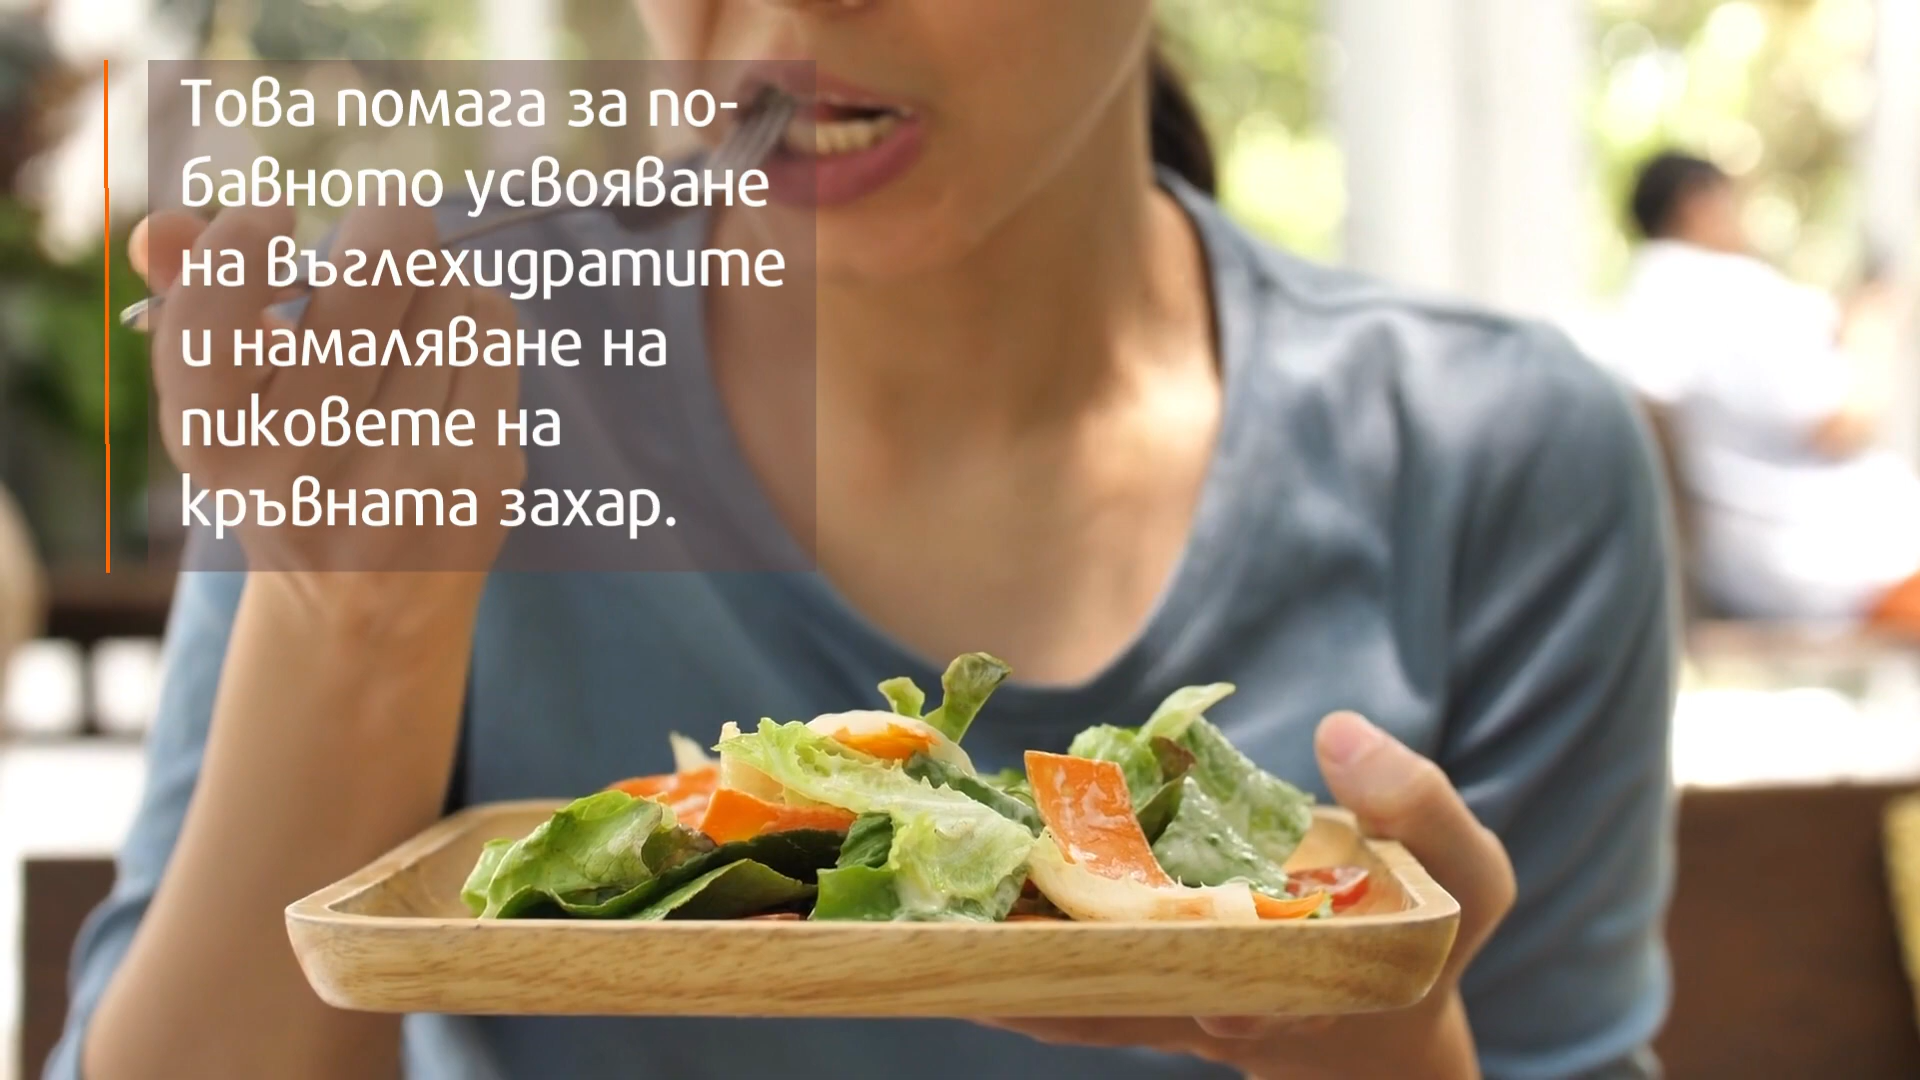 Това помага за по-
бавното усвояване
на въглехидратите
и намаляване на
пиковете на
кръвната захар.